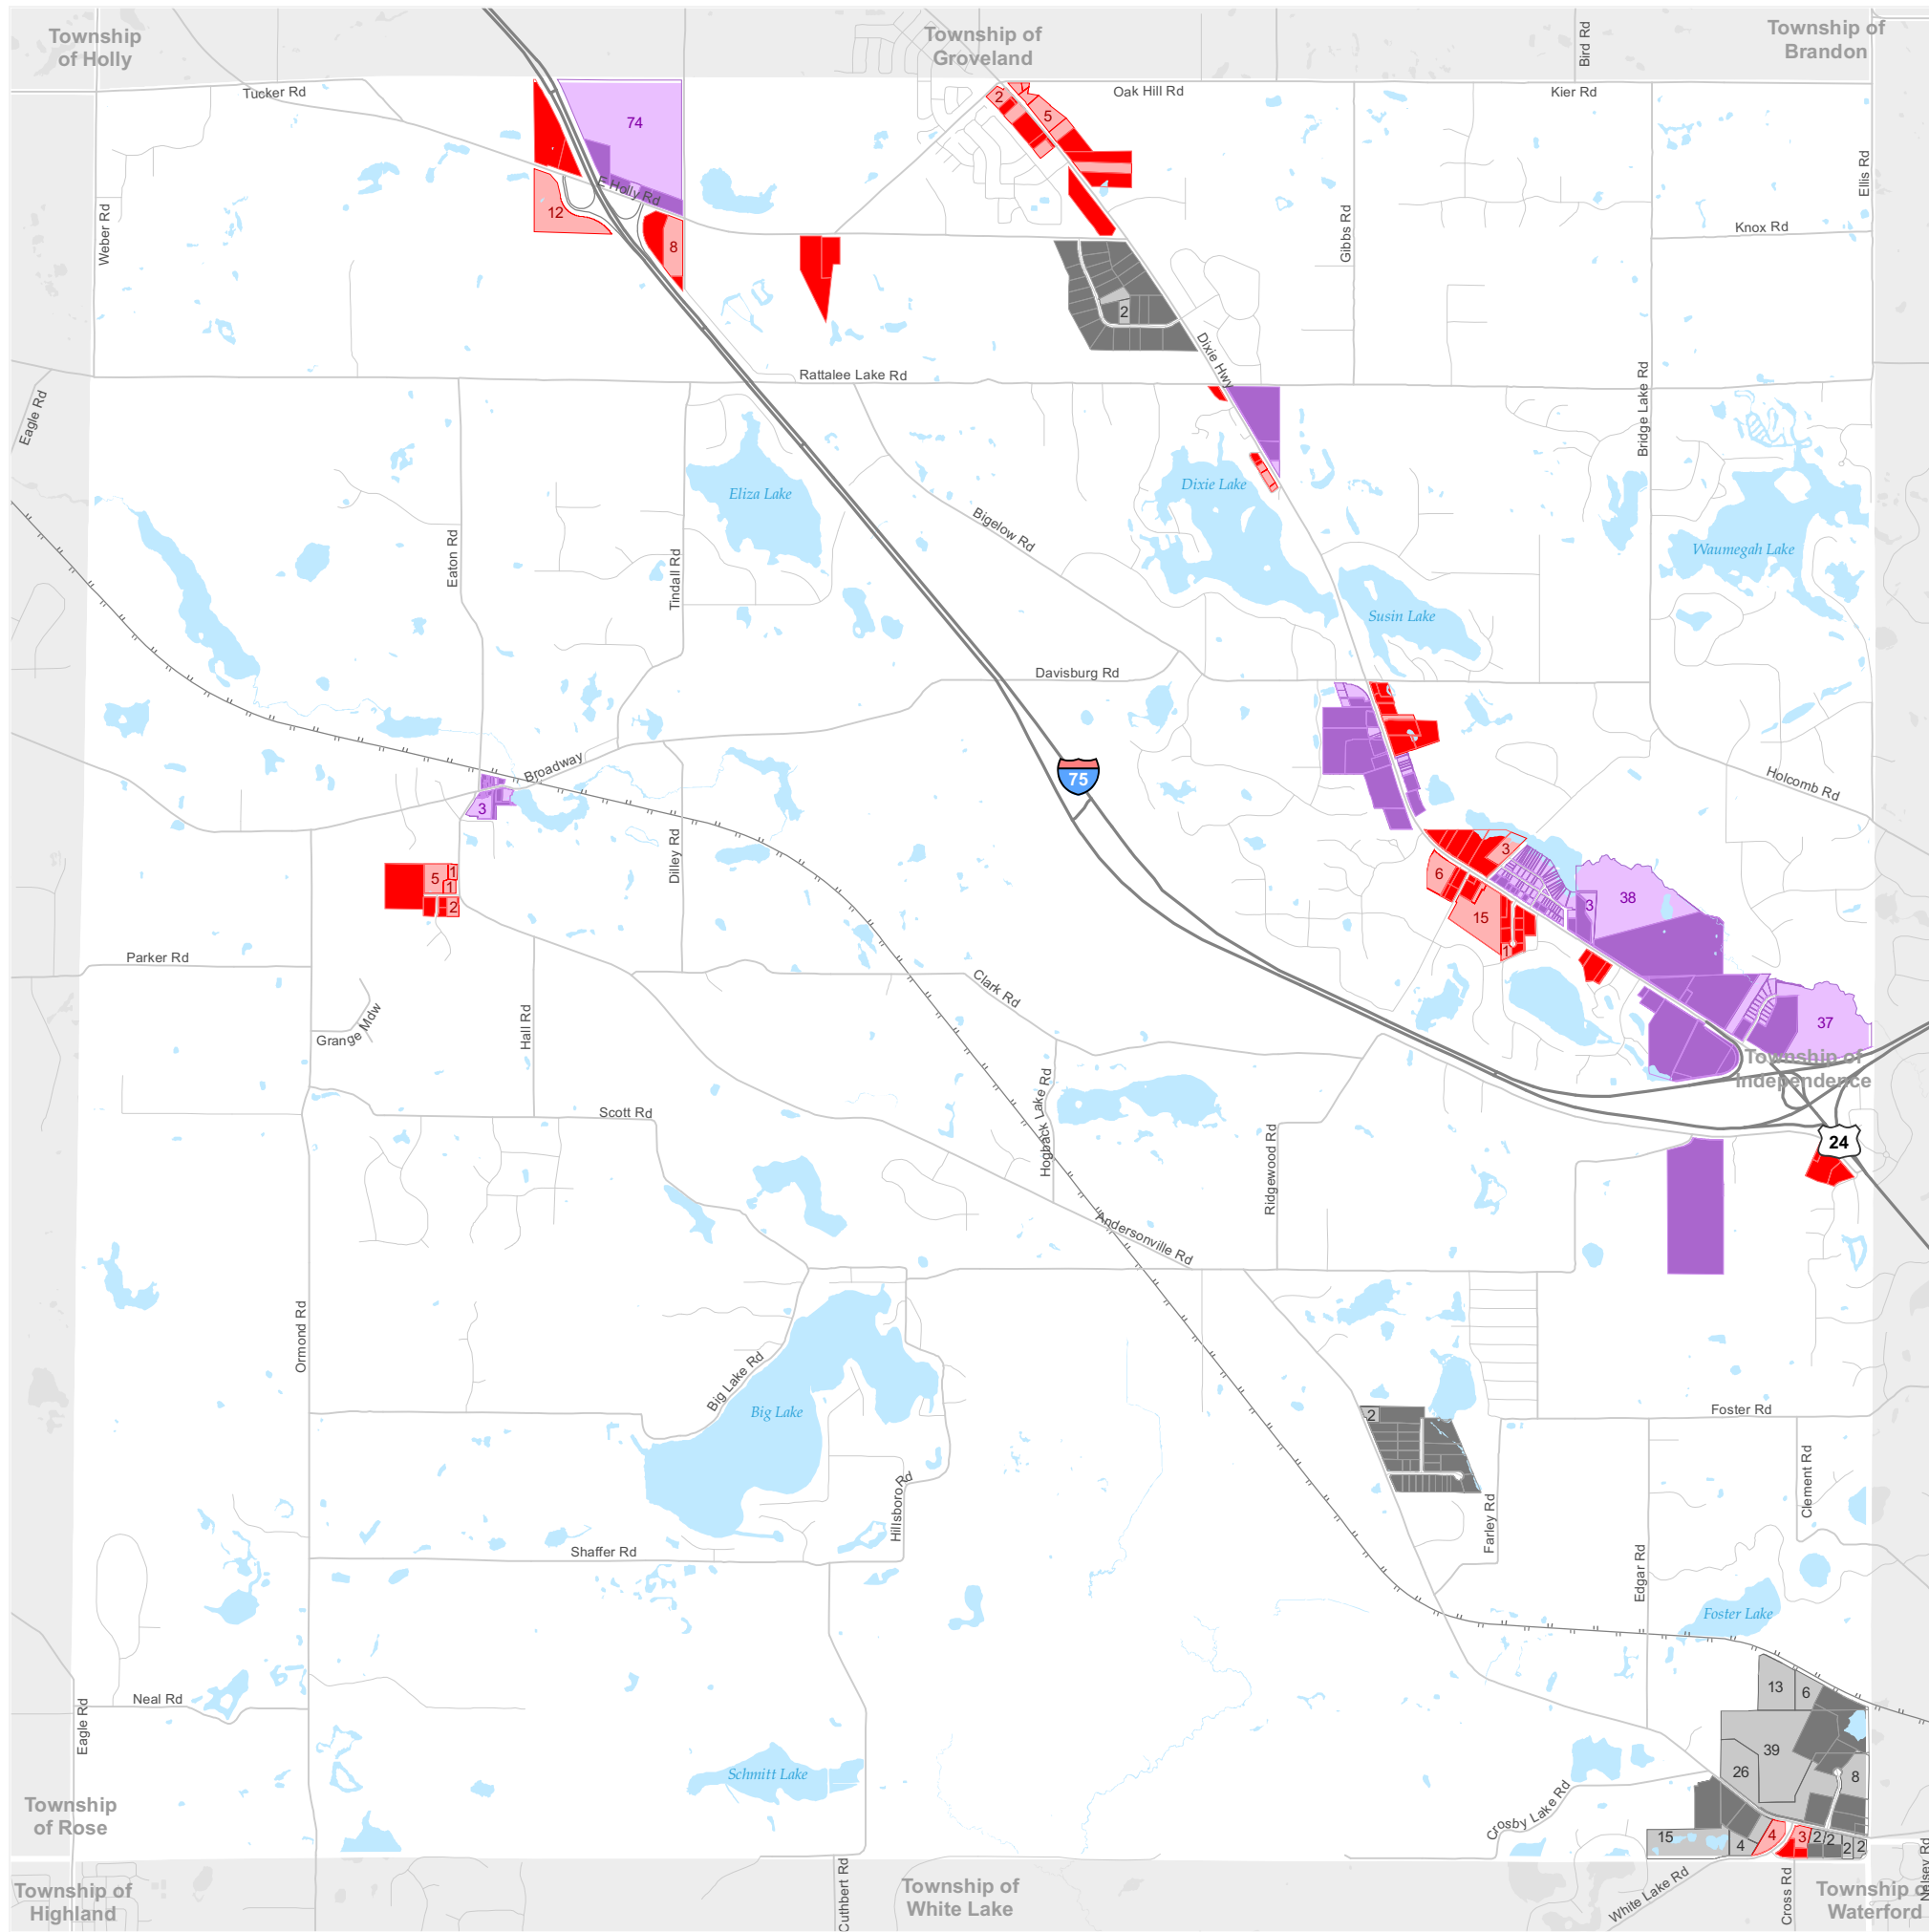 Township
of Holly
Township of
Groveland
Township of
Brandon
Bird Rd
Tucker Rd
Oak Hill Rd
Kier Rd
74
2
5
E Holly Rd
Ellis Rd
Weber Rd
12
8
Gibbs Rd
Knox Rd
2
Dixie Hwy
Rattalee Lake Rd
Bridge Lake Rd
Eagle Rd
Eliza Lake
Dixie Lake
Bigelow Rd
Waumegah Lake
Eaton Rd
Tindall Rd
Susin Lake
Davisburg Rd
75
Broadway
Holcomb Rd
3
Dilley Rd
3
6
5
1
1
2
38
3
15
1
Parker Rd
Clark Rd
Grange Mdw
Hall Rd
37
Township of
Independence
Hogback Lake Rd
Scott Rd
Ridgewood Rd
24
Andersonville Rd
Ormond Rd
Big Lake Rd
Big Lake
2
Foster Rd
Clement Rd
Hillsboro Rd
Farley Rd
Shaffer Rd
Edgar Rd
Foster Lake
Neal Rd
Eagle Rd
13
6
39
26
8
Schmitt Lake
Crosby Lake Rd
Township
of Rose
15
4
4
3
2
2
2
2
Township of
Highland
Cuthbert Rd
Township of
White Lake
White Lake Rd
Cross Rd
Nelsey Rd
Township o
Waterford